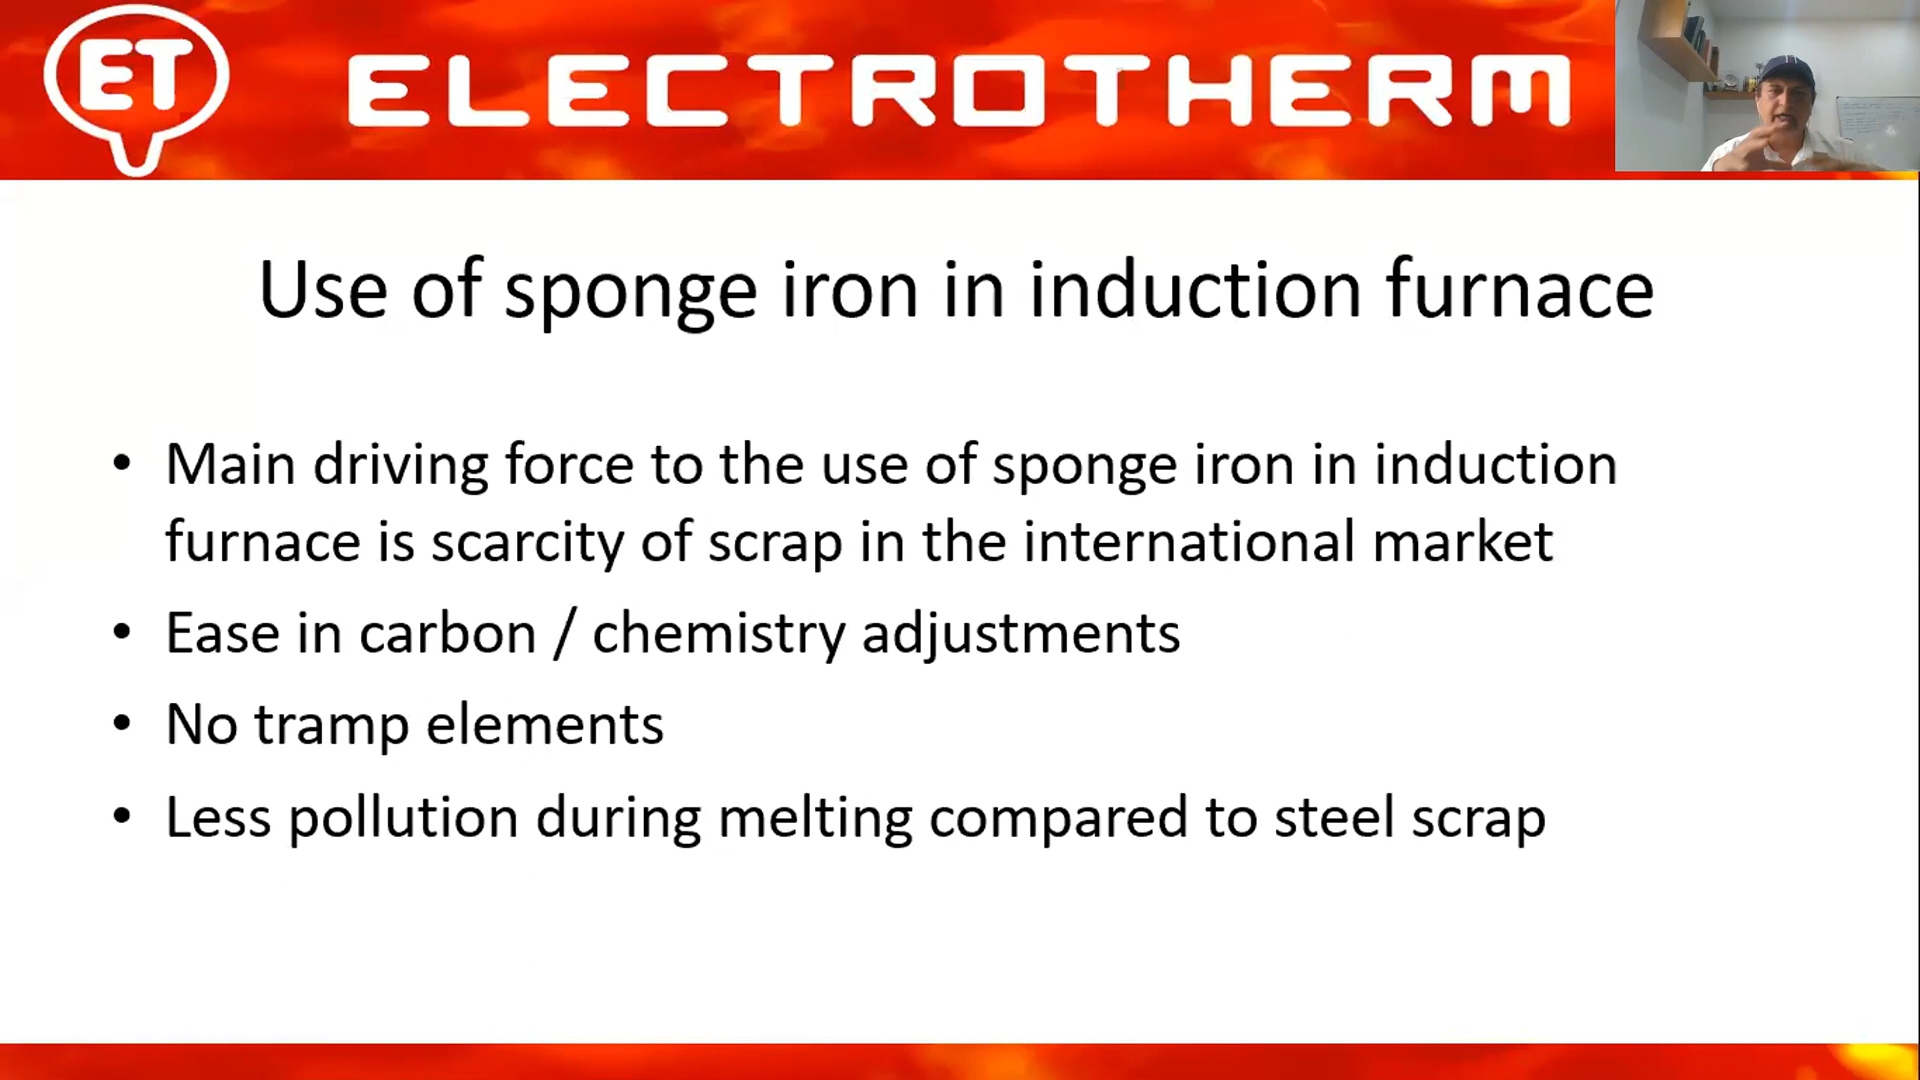 ET ELECTROTHERM
Use of sponge iron in induction furnace
• Main driving force to the use of sponge iron in induction
furnace is scarcity of scrap in the international market
• Ease in carbon / chemistry adjustments
• No tramp elements
• Less pollution during melting compared to steel scrap